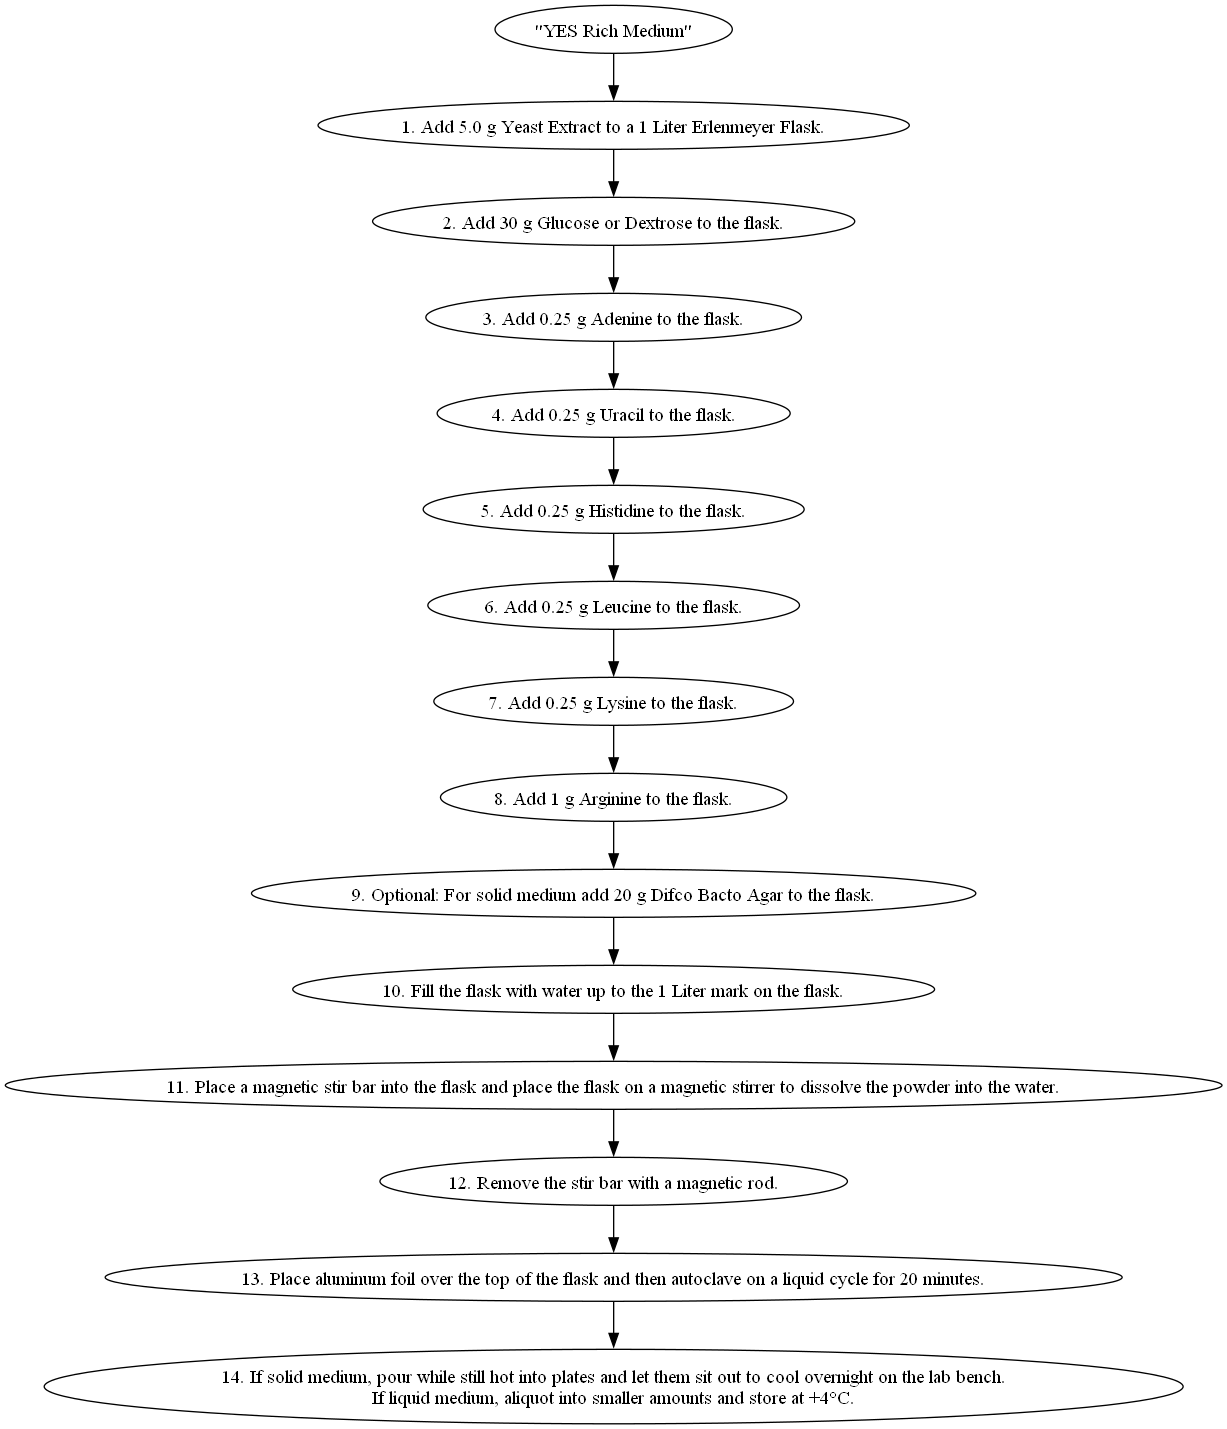 "YES Rich Medium"
1. Add 5.0 g Yeast Extract to a 1 Liter Erlenmeyer Flask.
2. Add 30 g Glucose or Dextrose to the flask.
3. Add 0.25 g Adenine to the flask.
4. Add 0.25 g Uracil to the flask.
5. Add 0.25 g Histidine to the flask.
6. Add 0.25 g Leucine to the flask.
7. Add 0.25 g Lysine to the flask.
8. Add 1 g Arginine to the flask.
9. Optional: For solid medium add 20 g Difco Bacto Agar to the flask.
10. Fill the flask with water up to the 1 Liter mark on the flask.
11. Place a magnetic stir bar into the flask and place the flask on a magnetic stirrer to dissolve the powder into the water.
12. Remove the stir bar with a magnetic rod.
13. Place aluminum foil over the top of the flask and then autoclave on a liquid cycle for 20 minutes.
14. If solid medium, pour while still hot into plates and let them sit out to cool overnight on the lab bench.
If liquid medium, aliquot into smaller amounts and store at +4°C.